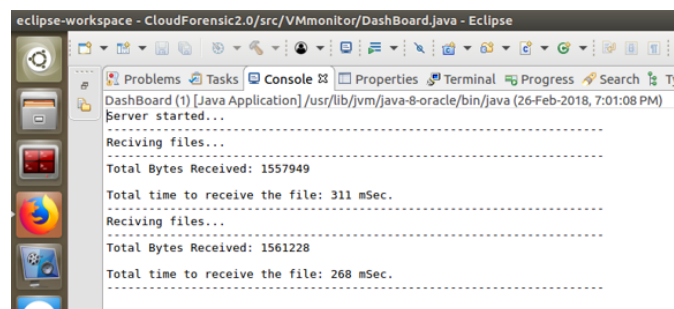 eclipse-workspace - CloudForensic2.0/src/VMmonitor/DashBoard.java - Eclipse
Problems Tasks Console Properties Terminal Progress Search
DashBoard (1) [Java Application] /usr/lib/jvm/java-8-oracle/bin/java (26-Feb-2018, 7:01:08 PM)
Server started...
--------------------------------------------------------------
Reciving files...
--------------------------------------------------------------
Total Bytes Received: 1557949
Total time to receive the file: 311 mSec.
--------------------------------------------------------------
Reciving files...
--------------------------------------------------------------
Total Bytes Received: 1561228
Total time to receive the file: 268 mSec.
--------------------------------------------------------------